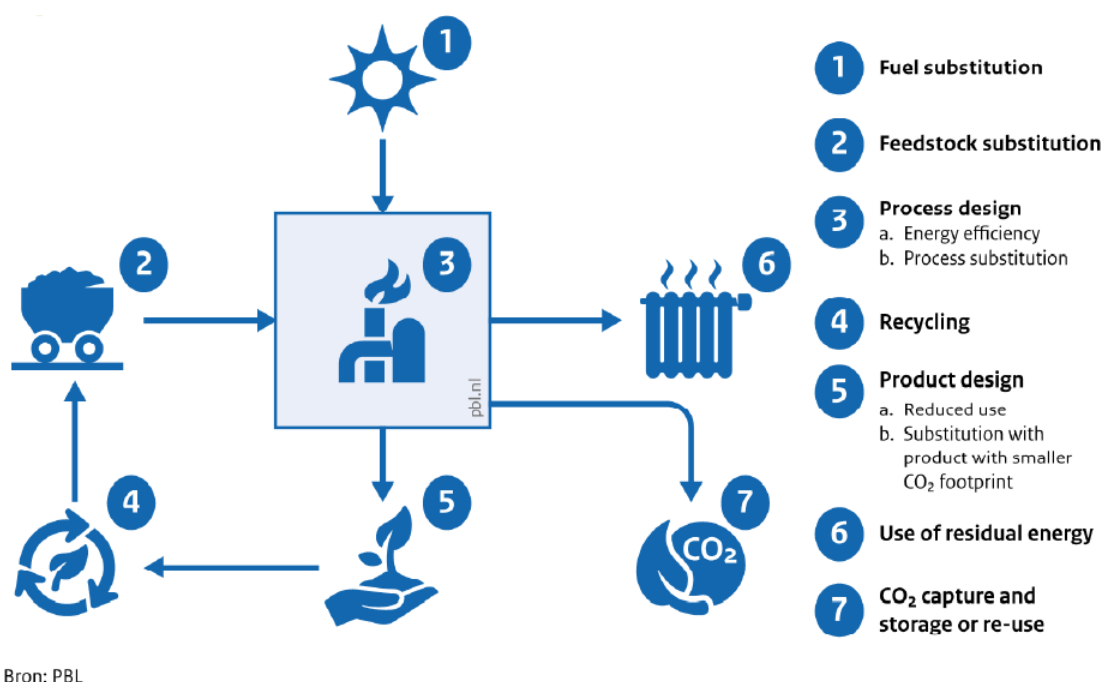 1
1 Fuel substitution
2 Feedstock substitution
3 Process design
a. Energy efficiency
b. Process substitution
2
3
6
4 Recycling
5 Product design
a. Reduced use
b. Substitution with
product with smaller
CO₂ footprint
pbl.nl
4
5
7
CO₂
6 Use of residual energy
7 CO₂ capture and
storage or re-use
Bron: PBL